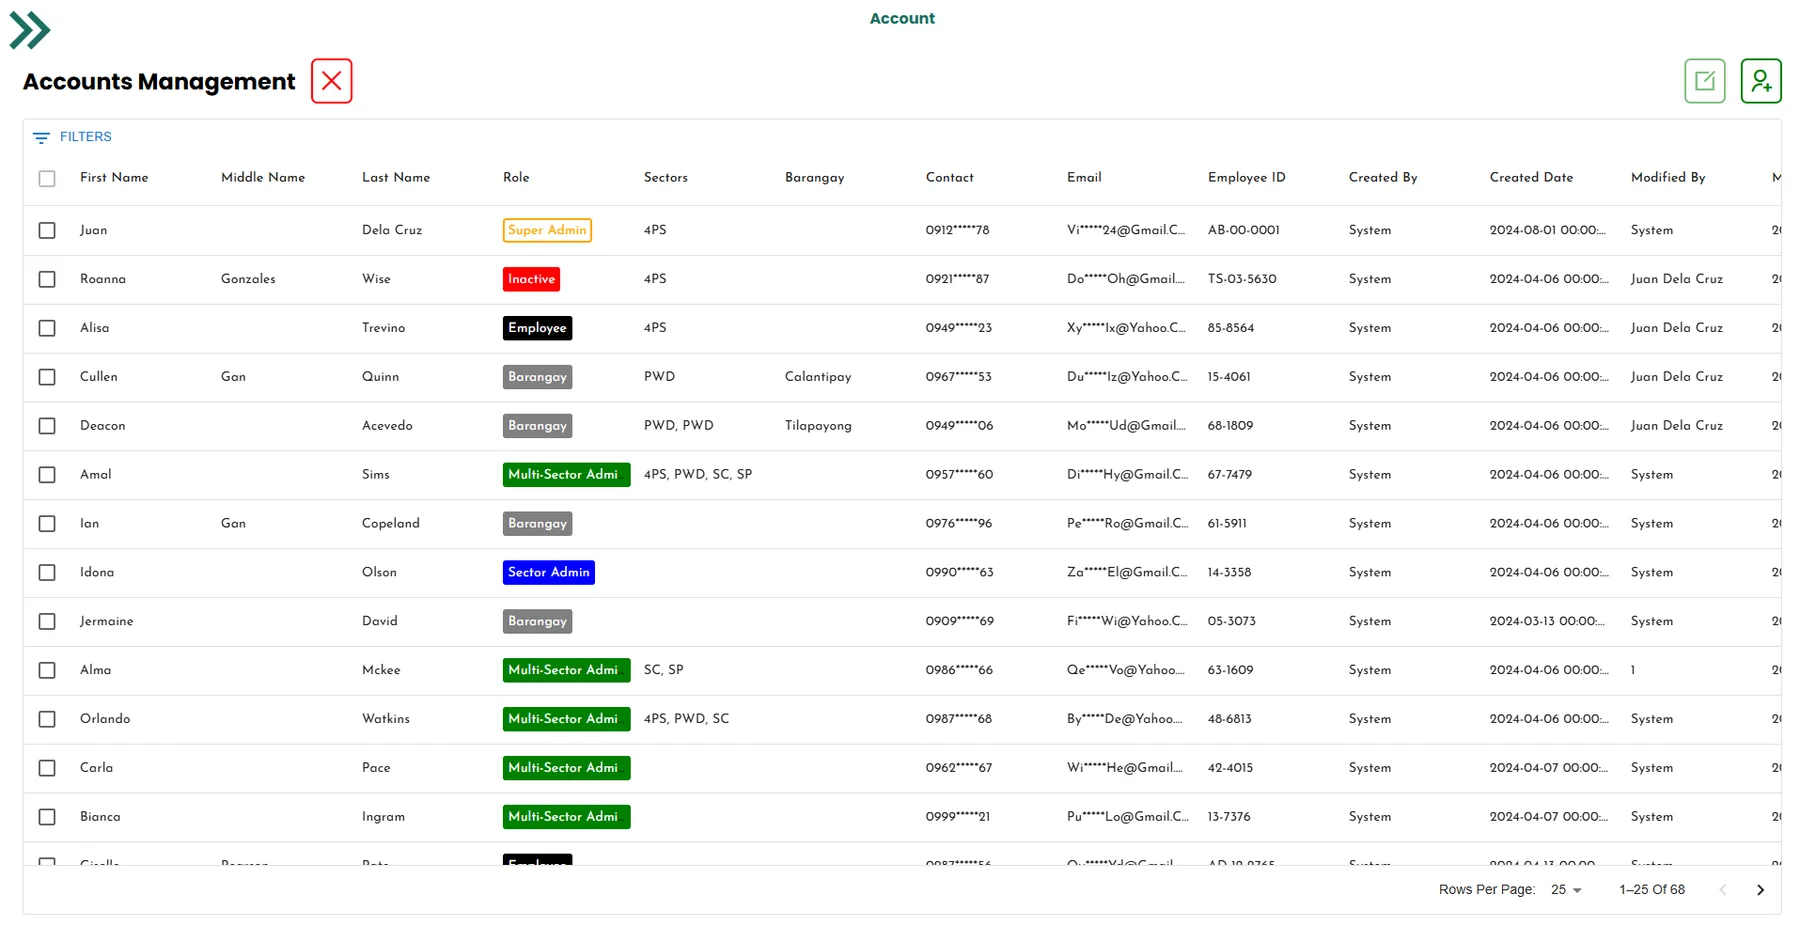 Account
Accounts Management
FILTERS
First Name Middle Name Last Name Role Sectors Barangay Contact Email Employee ID Created By Created Date Modified By
Juan Dela Cruz Super Admin 4PS 0912*****78 Vi*****24@Gmail.C... AB-00-0001 System 2024-08-01 00:00:... System
Roanna Gonzales Wise Inactive 4PS 0921*****87 Do*****Oh@Gmail.... TS-03-5630 System 2024-04-06 00:00:... Juan Dela Cruz
Alisa Trevino Employee 4PS 0949*****23 Xy*****Ix@Yahoo.C... 85-8564 System 2024-04-06 00:00:... Juan Dela Cruz
Cullen Gan Quinn Barangay PWD Calantipay 0967*****53 Du*****Iz@Yahoo.C... 15-4061 System 2024-04-06 00:00:... Juan Dela Cruz
Deacon Acevedo Barangay PWD, PWD Tilapayong 0949*****06 Mo*****Ud@Gmail.... 68-1809 System 2024-04-06 00:00:... Juan Dela Cruz
Amal Sims Multi-Sector Admi 4PS, PWD, SC, SP 0957*****60 Di*****Hy@Gmail.C... 67-7479 System 2024-04-06 00:00:... System
Ian Gan Copeland Barangay 0976*****96 Pe*****Ro@Gmail.C... 61-5911 System 2024-04-06 00:00:... System
Idona Olson Sector Admin 0990*****63 Za*****El@Gmail.C... 14-3358 System 2024-04-06 00:00:... System
Jermaine David Barangay 0909*****69 Fi*****Wi@Yahoo.C... 05-3073 System 2024-03-13 00:00:... System
Alma Mckee Multi-Sector Admi SC, SP 0986*****66 Qe*****Vo@Yahoo.... 63-1609 System 2024-04-06 00:00:... 1
Orlando Watkins Multi-Sector Admi 4PS, PWD, SC 0987*****68 By*****De@Yahoo.... 48-6813 System 2024-04-06 00:00:... System
Carla Pace Multi-Sector Admi 0962*****67 Wi*****He@Gmail.... 42-4015 System 2024-04-07 00:00:... System
Bianca Ingram Multi-Sector Admi 0999*****21 Pu*****Lo@Gmail.C... 13-7376 System 2024-04-07 00:00:... System
Employee System System
Rows Per Page: 25 1–25 Of 68